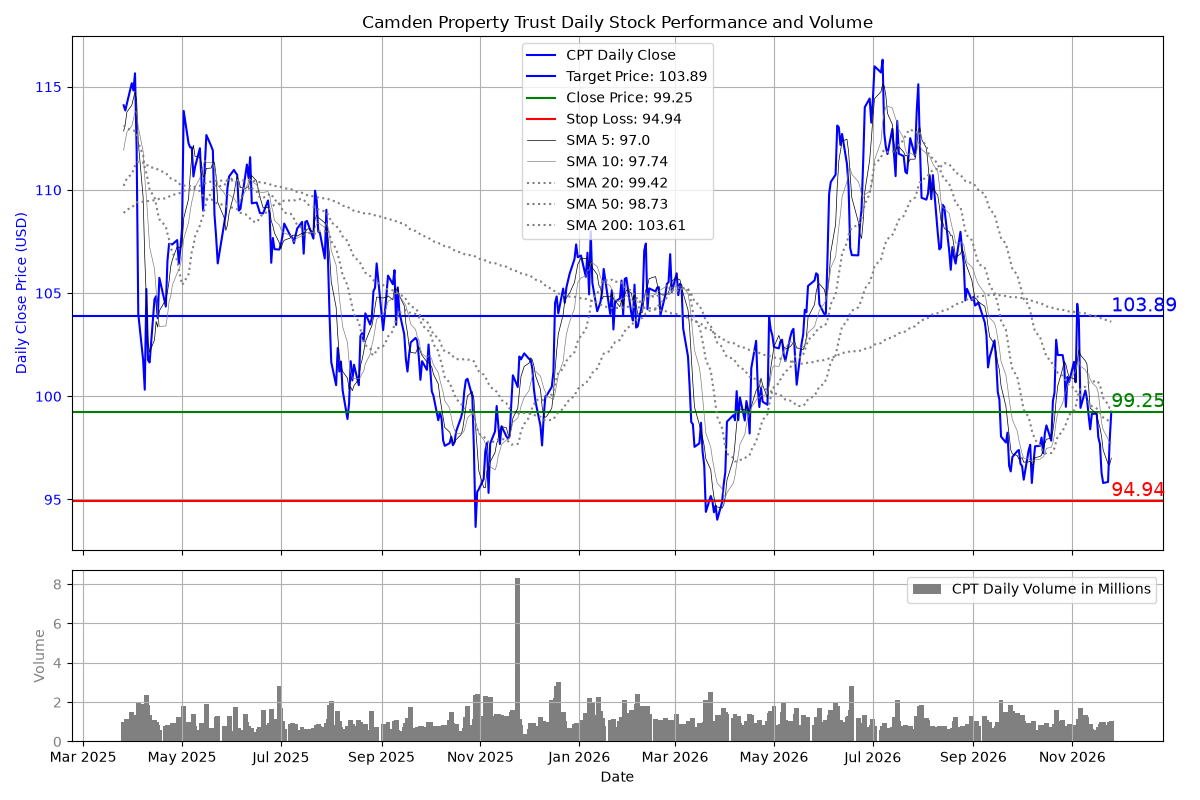 Camden Property Trust Daily Stock Performance and Volume
Daily Close Price (USD)
115
110
105
100
95
CPT Daily Close
Target Price: 103.89
Close Price: 99.25
Stop Loss: 94.94
SMA 5: 97.0
SMA 10: 97.74
SMA 20: 99.42
SMA 50: 98.73
SMA 200: 103.61
103.89
99.25
94.94
Volume
8
6
4
2
0
CPT Daily Volume in Millions
Mar 2025 May 2025 Jul 2025 Sep 2025 Nov 2025 Jan 2026 Mar 2026 May 2026 Jul 2026 Sep 2026 Nov 2026
Date